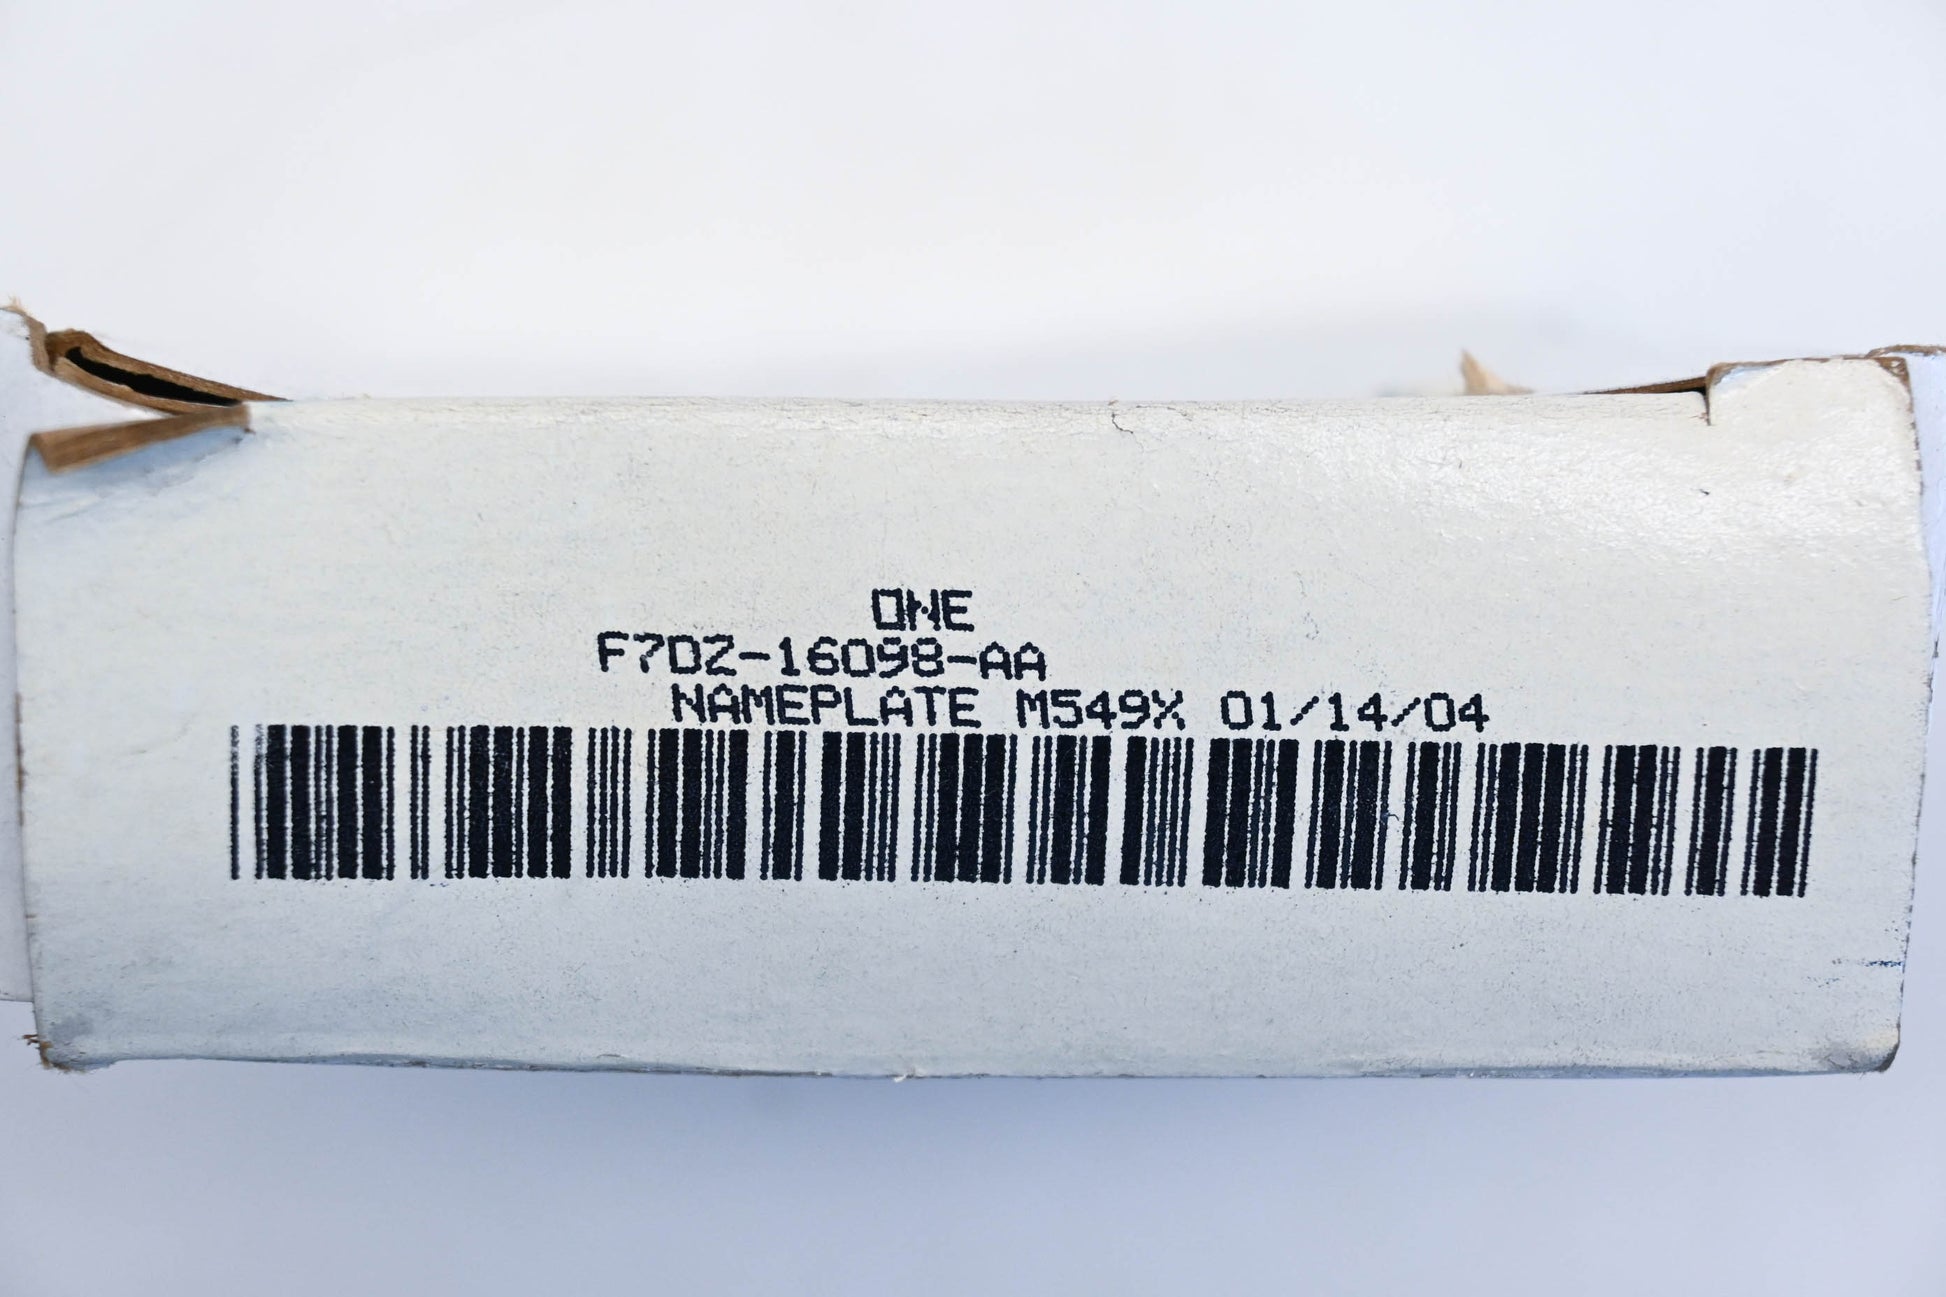 ONE
F7DZ-16098-AA
NAMEPLATE M549X 01/14/04